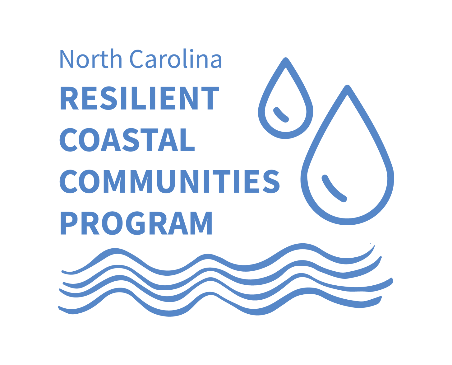 North Carolina
RESILIENT
COASTAL
COMMUNITIES
PROGRAM